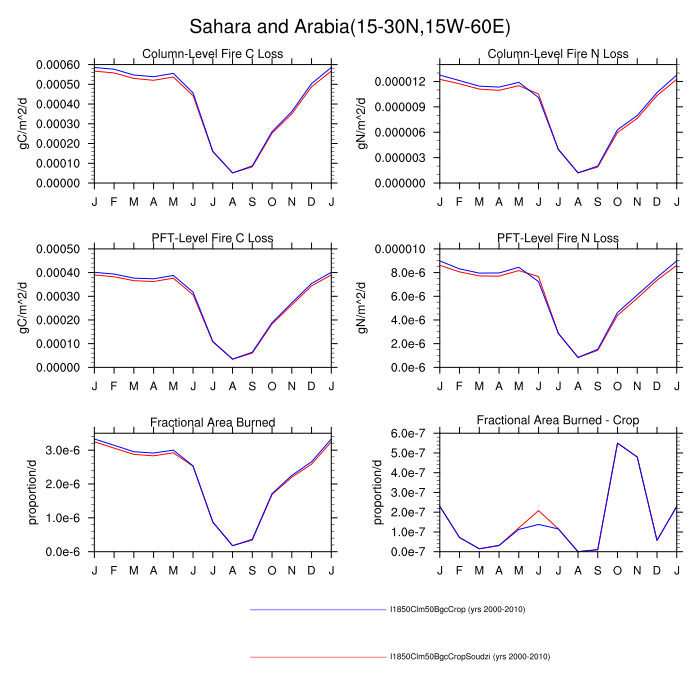 Sahara and Arabia(15-30N,15W-60E)
Column-Level Fire C Loss
gC/m^2/d
0.00060
0.00050
0.00040
0.00030
0.00020
0.00010
0.00000
J F M A M J J A S O N D J
Column-Level Fire N Loss
gN/m^2/d
0.000012
0.000009
0.000006
0.000003
0.000000
J F M A M J J A S O N D J
PFT-Level Fire C Loss
gC/m^2/d
0.00050
0.00040
0.00030
0.00020
0.00010
0.00000
J F M A M J J A S O N D J
PFT-Level Fire N Loss
gN/m^2/d
0.000010
8.0e-6
6.0e-6
4.0e-6
2.0e-6
0.0e-6
J F M A M J J A S O N D J
Fractional Area Burned
proportion/d
3.0e-6
2.0e-6
1.0e-6
0.0e-6
J F M A M J J A S O N D J
Fractional Area Burned - Crop
proportion/d
6.0e-7
5.0e-7
4.0e-7
3.0e-7
2.0e-7
1.0e-7
0.0e-7
J F M A M J J A S O N D J
I1850Clm50BgcCrop (yrs 2000-2010)
I1850Clm50BgcCropSoudzi (yrs 2000-2010)